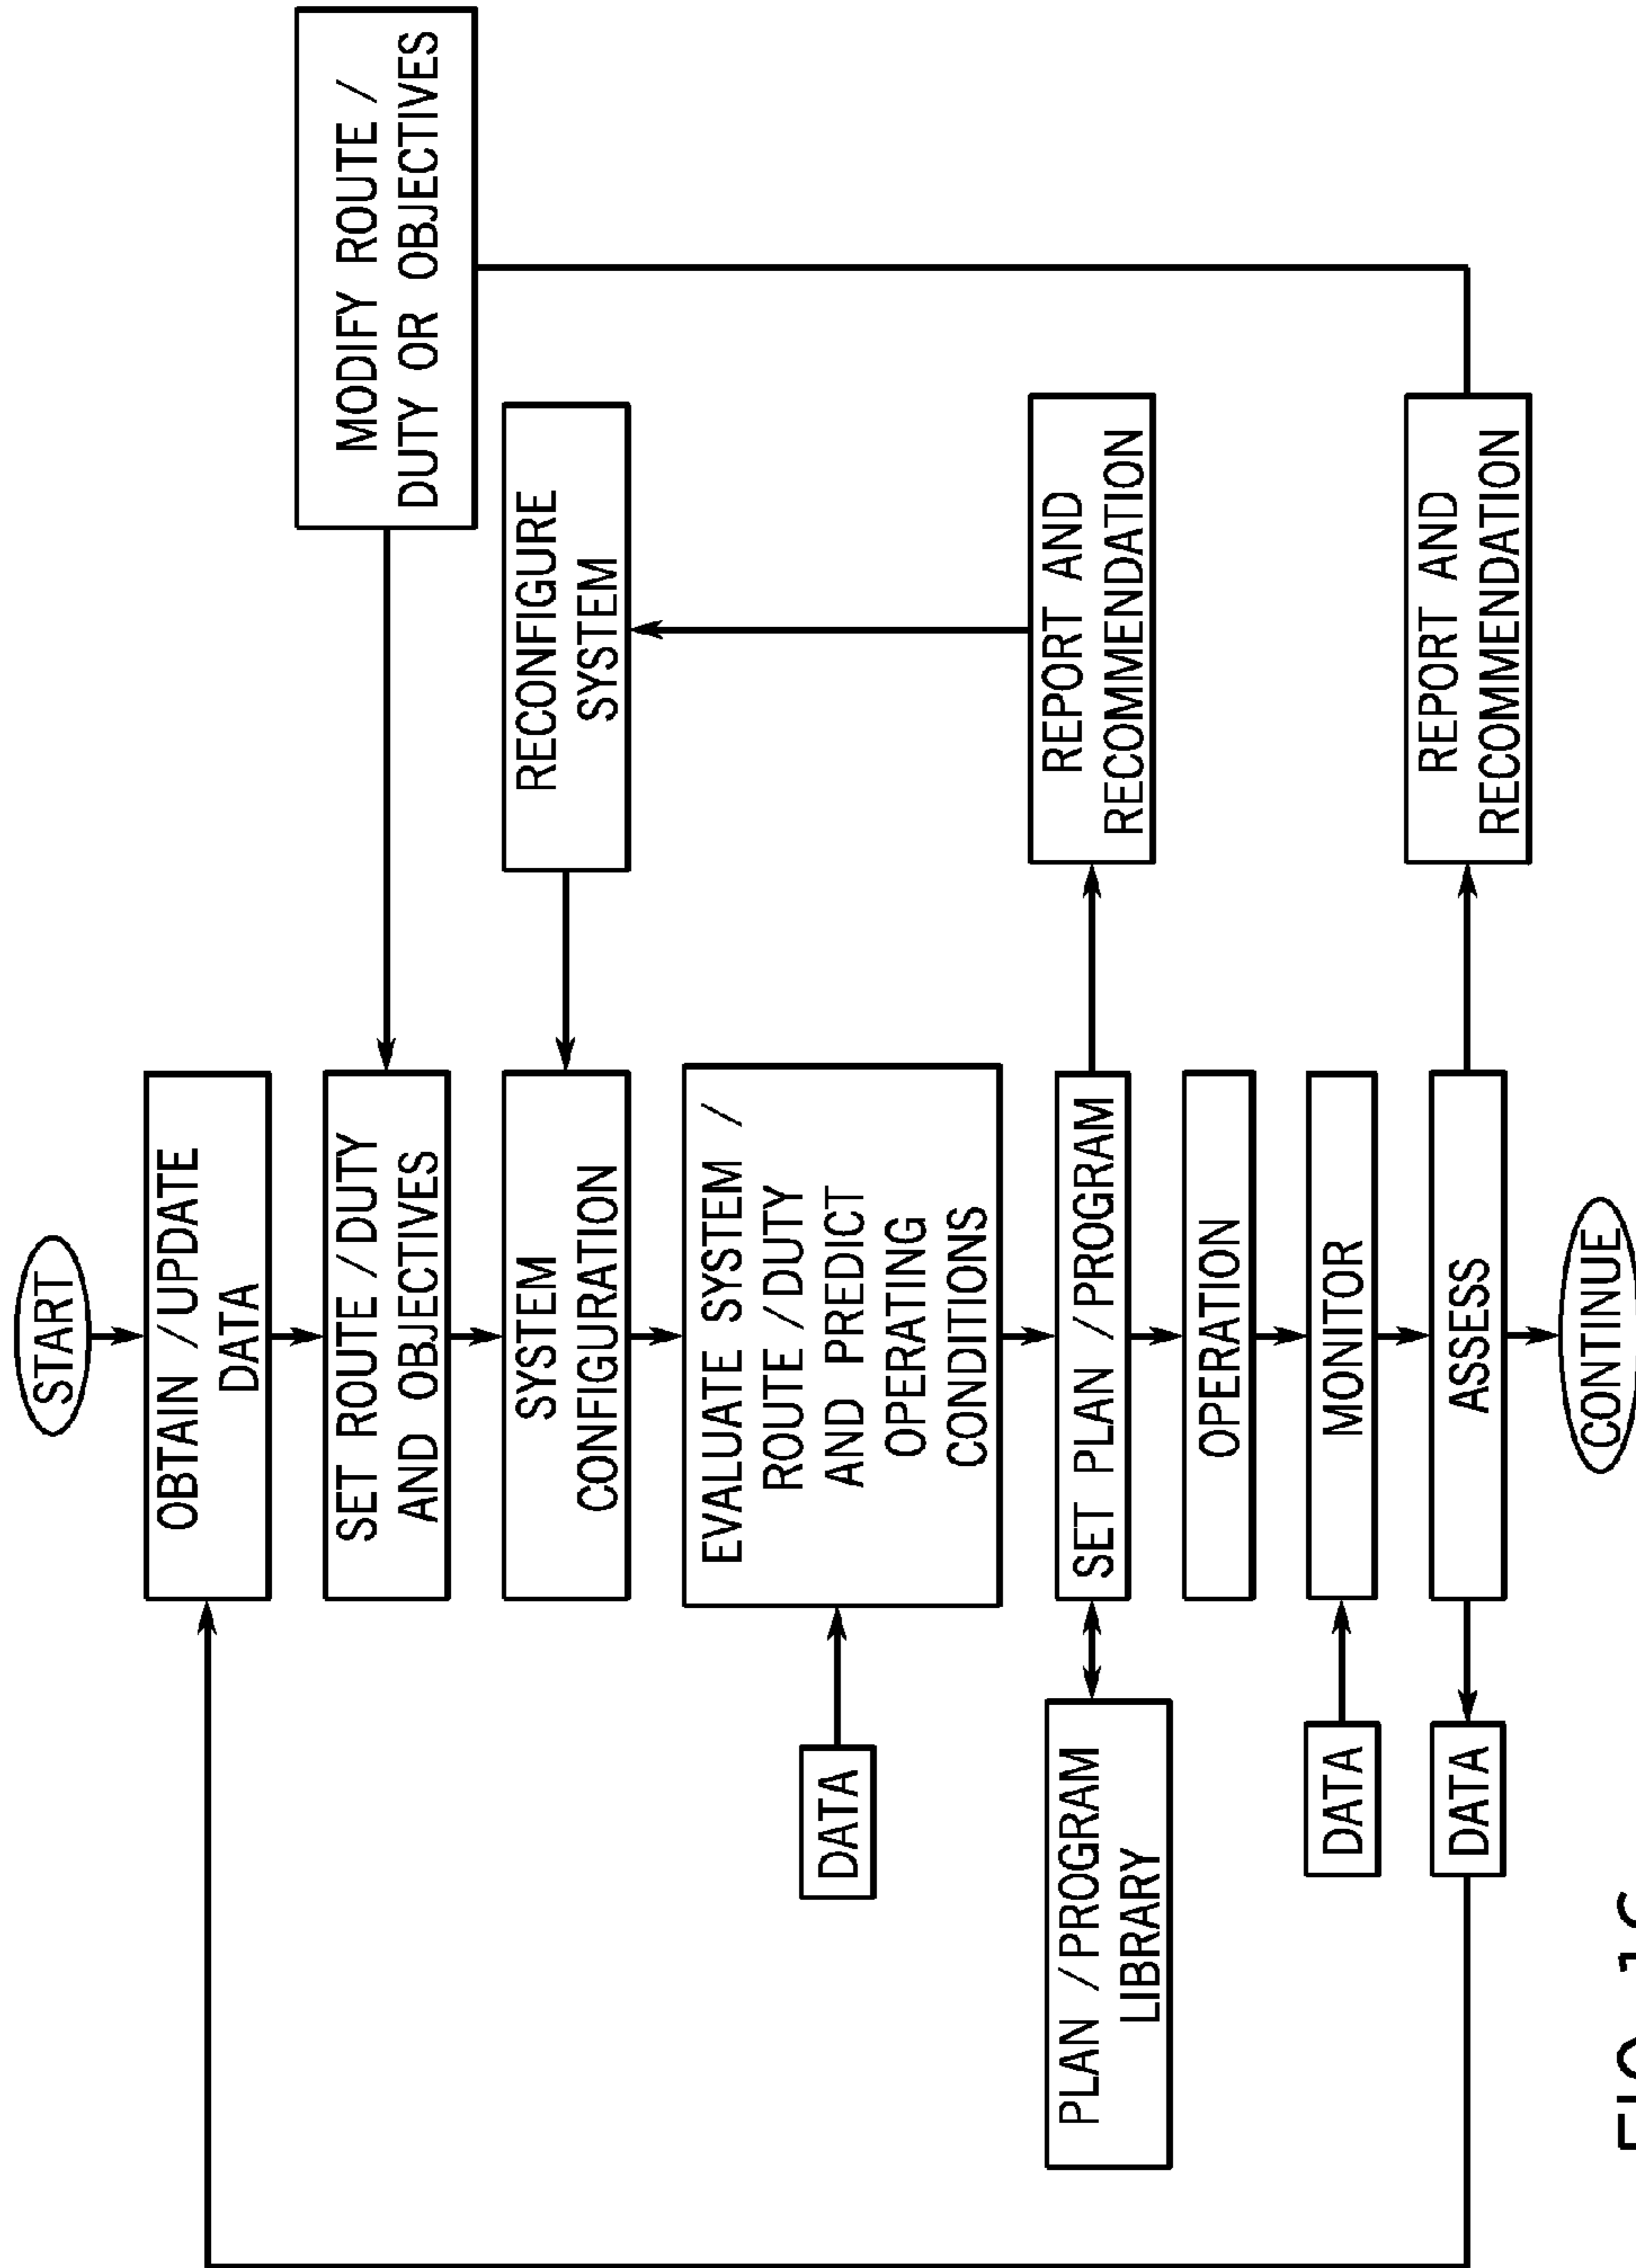 START
OBTAIN / UPDATE
DATA
SET ROUTE / DUTY
AND OBJECTIVES
MODIFY ROUTE /
DUTY OR OBJECTIVES
SYSTEM
CONFIGURATION
RECONFIGURE
SYSTEM
EVALUATE SYSTEM /
ROUTE / DUTY
AND PREDICT
OPERATING
CONDITIONS
DATA
PLAN / PROGRAM
LIBRARY
SET PLAN / PROGRAM
REPORT AND
RECOMMENDATION
OPERATION
DATA
MONITOR
DATA
ASSESS
REPORT AND
RECOMMENDATION
CONTINUE